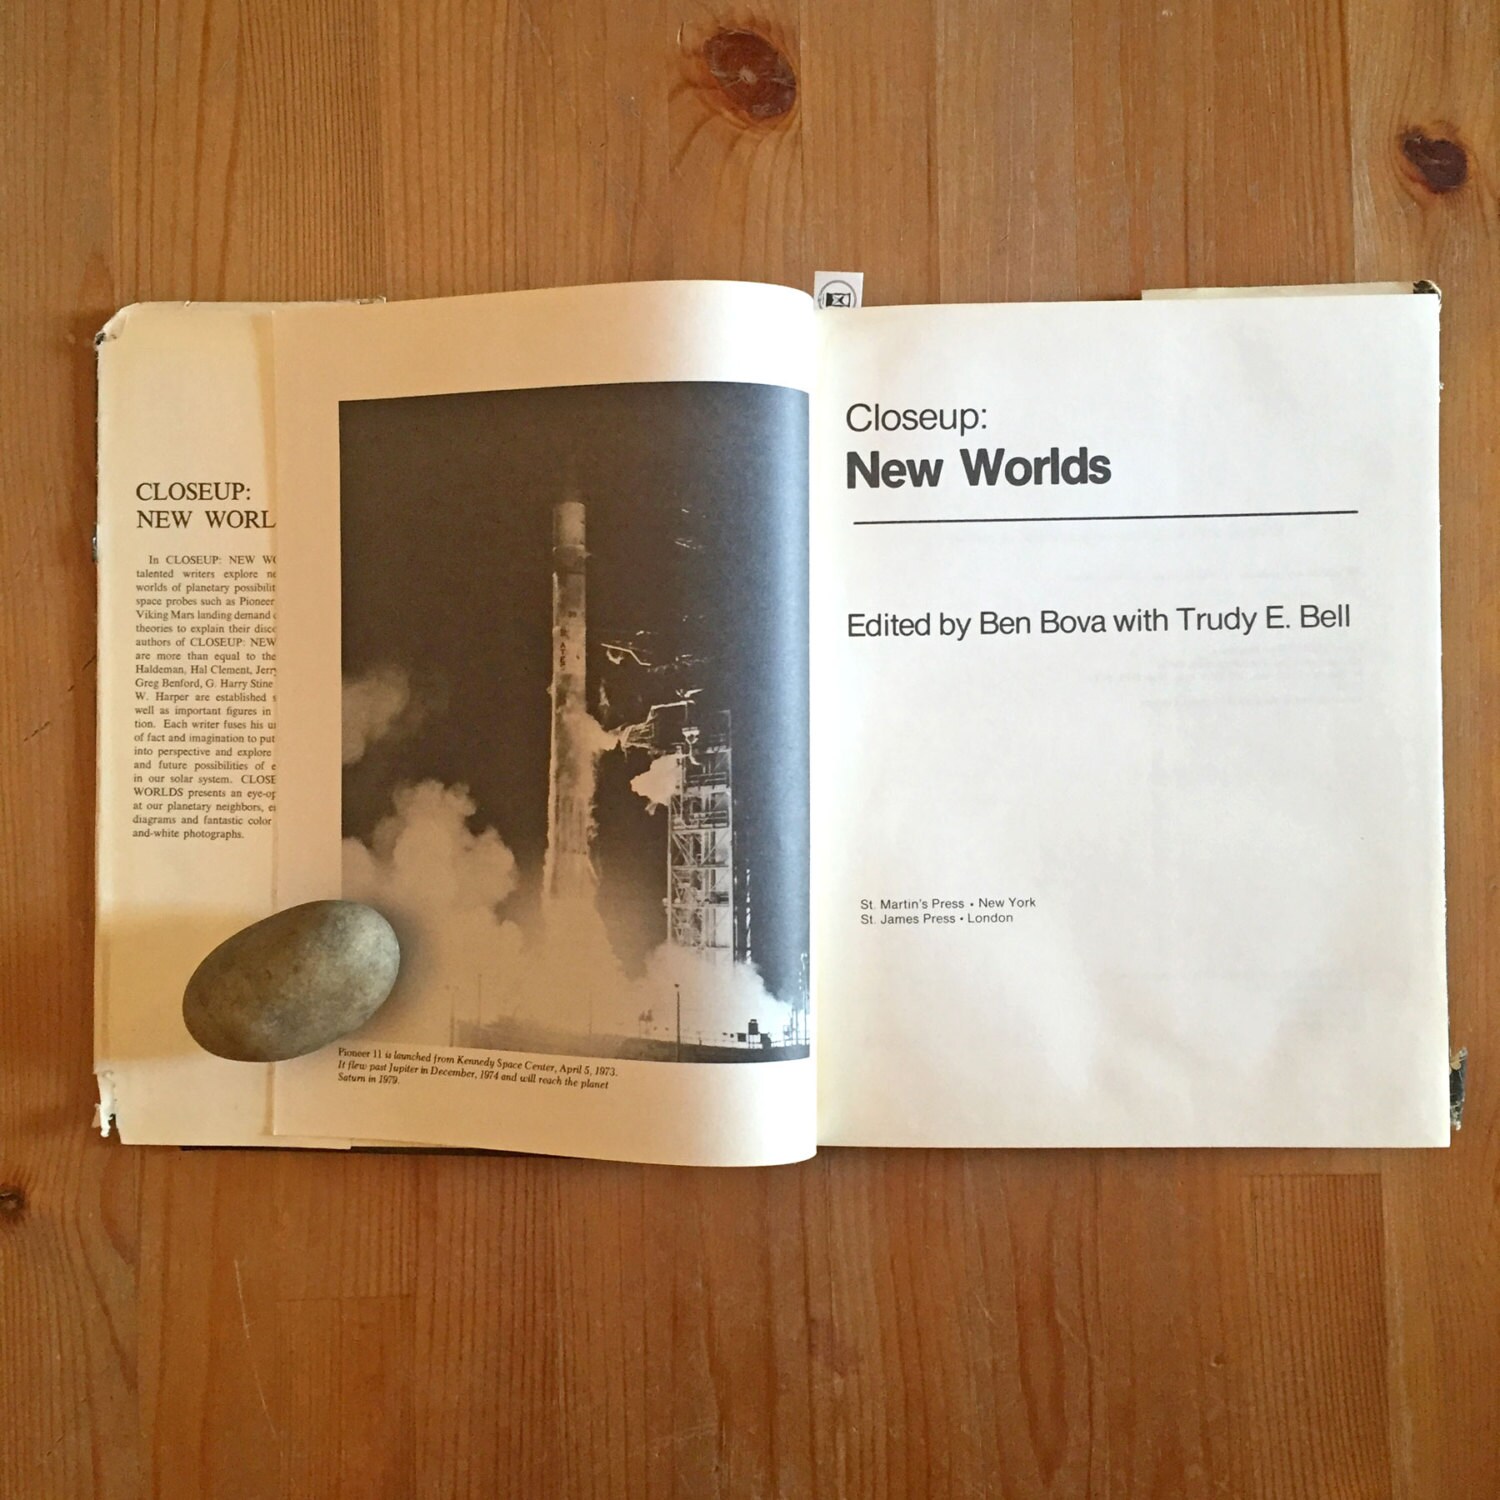 CLOSEUP:
NEW WORL
In CLOSEUP: NEW WO
talented writers explore ne
worlds of planetary possibilit
space probes such as Pioneer
Viking Mars landing demand
theories to explain their disc
authors of CLOSEUP: NEW
are more than equal to the
Haldeman, Hal Clement, Jerr
Greg Benford, G. Harry Stine
W. Harper are established s
well as important figures in
tion. Each writer fuses his u
of fact and imagination to put
into perspective and explore
and future possibilities of e
in our solar system. CLOSE
WORLDS presents an eye-op
at our planetary neighbors, e
diagrams and fantastic color
and-white photographs.
Pioneer 11 is launched from Kennedy Space Center, April 5, 1973.
It flew past Jupiter in December, 1974 and will reach the planet
Saturn in 1979.
Closeup:
New Worlds
Edited by Ben Bova with Trudy E. Bell
St. Martin's Press • New York
St. James Press • London